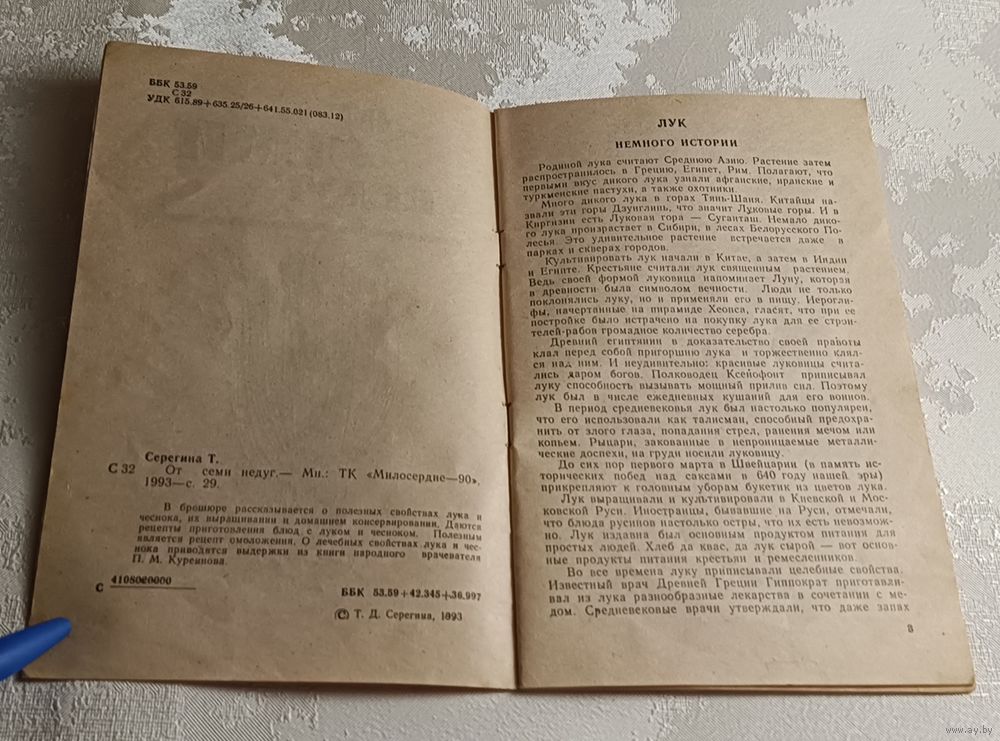 ББК 53.59
С 32
УДК 615.89+635.25/26+641.55.021 (083.12)
Серегина Т.
С 32 От семи недуг.— Мн.: ТК «Милосердие—90»,
1993—с. 29.
В брошюре рассказывается о полезных свойствах лука и
чеснока, их выращивании и домашнем консервировании. Даются
рецепты приготовления блюд с луком и чесноком. Полезным
является рецепт омоложения. О лечебных свойствах лука и чес-
нока приводятся выдержки из книги народного врачевателя
П. М. Куреннова.
С 4108020000
ББК 53.59+42.345+36.997
© Т. Д. Серегина, 1993
ЛУК
НЕМНОГО ИСТОРИИ
Родиной лука считают Среднюю Азию. Растение затем
распространилось в Грецию, Египет, Рим. Полагают, что
первыми вкус дикого лука узнали афганские, иранские и
туркменские пастухи, а также охотники.
Много дикого лука в горах Тянь-Шаня. Китайцы на-
звали эти горы Дзунглинь, что значит Луковые горы. И в
Киргизии есть Луковая гора — Суганташ. Немало дико-
го лука произрастает в Сибири, в лесах Белорусского По-
лесья. Это удивительное растение встречается даже в
парках и скверах городов.
Культивировать лук начали в Китае, а затем в Индии
и Египте. Крестьяне считали лук священным растением.
Ведь своей формой луковица напоминает Луну, которая
в древности была символом вечности. Люди не только
поклонялись луку, но и применяли его в пищу. Иерогли-
фы, начертанные на пирамиде Хеопса, гласят, что при ее
постройке было истрачено на покупку лука для ее строи-
телей-рабов громадное количество серебра.
Древний египтянин в доказательство своей правоты
клал перед собой пригоршню лука и торжественно клял-
ся над ним. И неудивительно: красивые луковицы счита-
лись даром богов. Полководец Ксенофонт приписывал
луку способность вызывать мощный прилив сил. Поэтому
лук был в числе ежедневных кушаний для его воинов.
В период средневековья лук был настолько популярен,
что его использовали как талисман, способный предохра-
нить от злого глаза, попадания стрел, ранения мечом или
копьем. Рыцари, закованные в непроницаемые металли-
ческие доспехи, на груди носили луковицу.
До сих пор первого марта в Швейцарии (в память ис-
торических побед над саксами в 640 году нашей эры)
прикрепляют к головным уборам букетик из цветов лука.
Лук выращивали и культивировали в Киевской и Мос-
ковской Руси. Иностранцы, бывавшие на Руси, отмечали,
что блюда русинов настолько остры, что их есть невозмож-
но. Лук издавна был основным продуктом питания для
простых людей. Хлеб да квас, да лук сырой — вот основ-
ные продукты питания крестьян и ремесленников.
Во все времена луку приписывали целебные свойства.
Известный врач Древней Греции Гиппократ приготавли-
вал из лука разнообразные лекарства в сочетании с ме-
дом. Средневековые врачи утверждали, что даже запах
3
www.ay.by